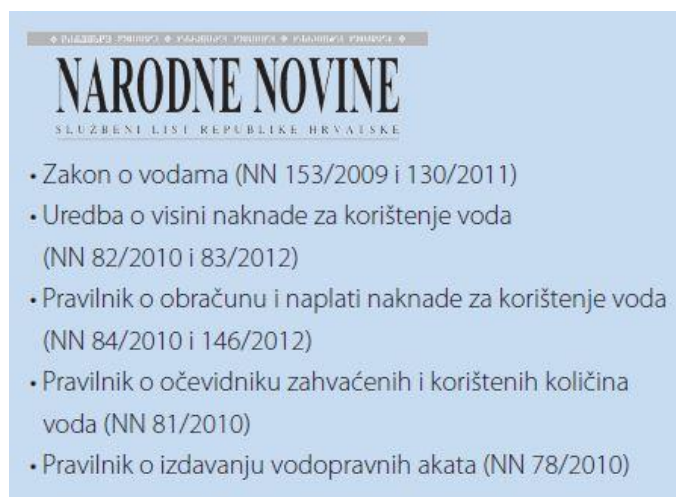 NARODNE NOVINE
SLUŽBENI LIST REPUBLIKE HRVATSKE
• Zakon o vodama (NN 153/2009 i 130/2011)
• Uredba o visini naknade za korištenje voda
(NN 82/2010 i 83/2012)
• Pravilnik o obračunu i naplati naknade za korištenje voda
(NN 84/2010 i 146/2012)
• Pravilnik o očevidniku zahvaćenih i korištenih količina
voda (NN 81/2010)
• Pravilnik o izdavanju vodopravnih akata (NN 78/2010)